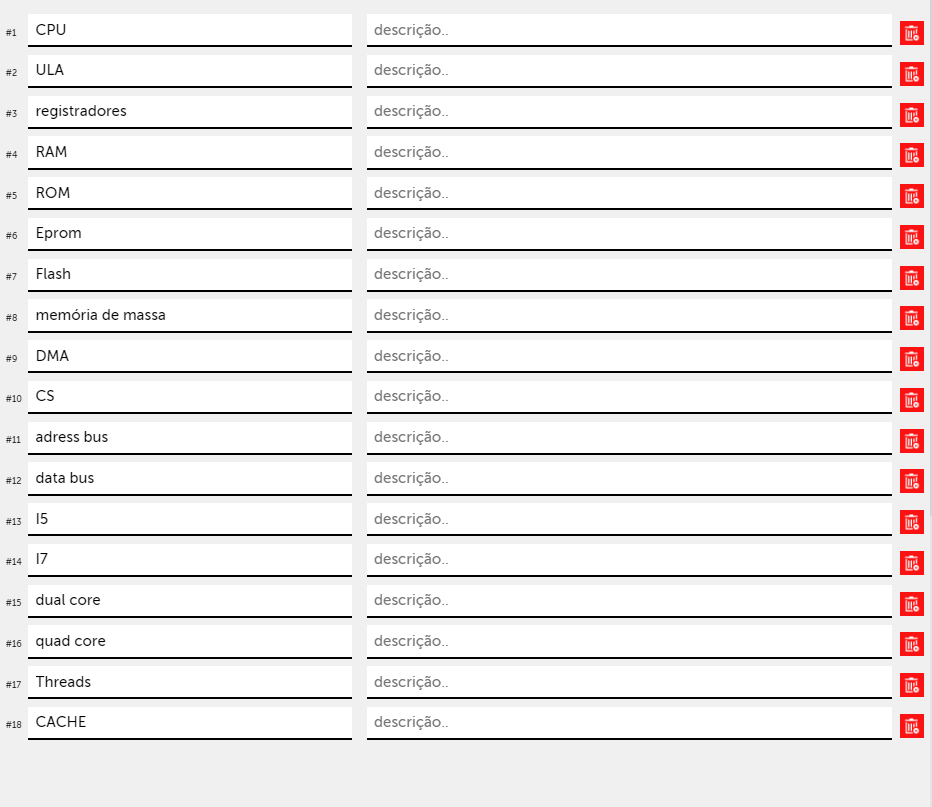 #1 CPU descrição..
#2 ULA descrição..
#3 registradores descrição..
#4 RAM descrição..
#5 ROM descrição..
#6 Eprom descrição..
#7 Flash descrição..
#8 memória de massa descrição..
#9 DMA descrição..
#10 CS descrição..
#11 adress bus descrição..
#12 data bus descrição..
#13 I5 descrição..
#14 I7 descrição..
#15 dual core descrição..
#16 quad core descrição..
#17 Threads descrição..
#18 CACHE descrição..